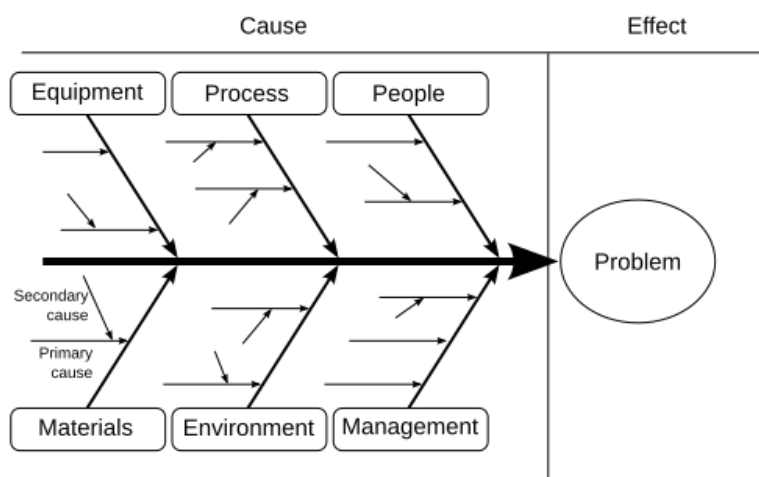 Cause
Effect
Equipment
Process
People
Problem
Secondary
cause
Primary
cause
Materials
Environment
Management